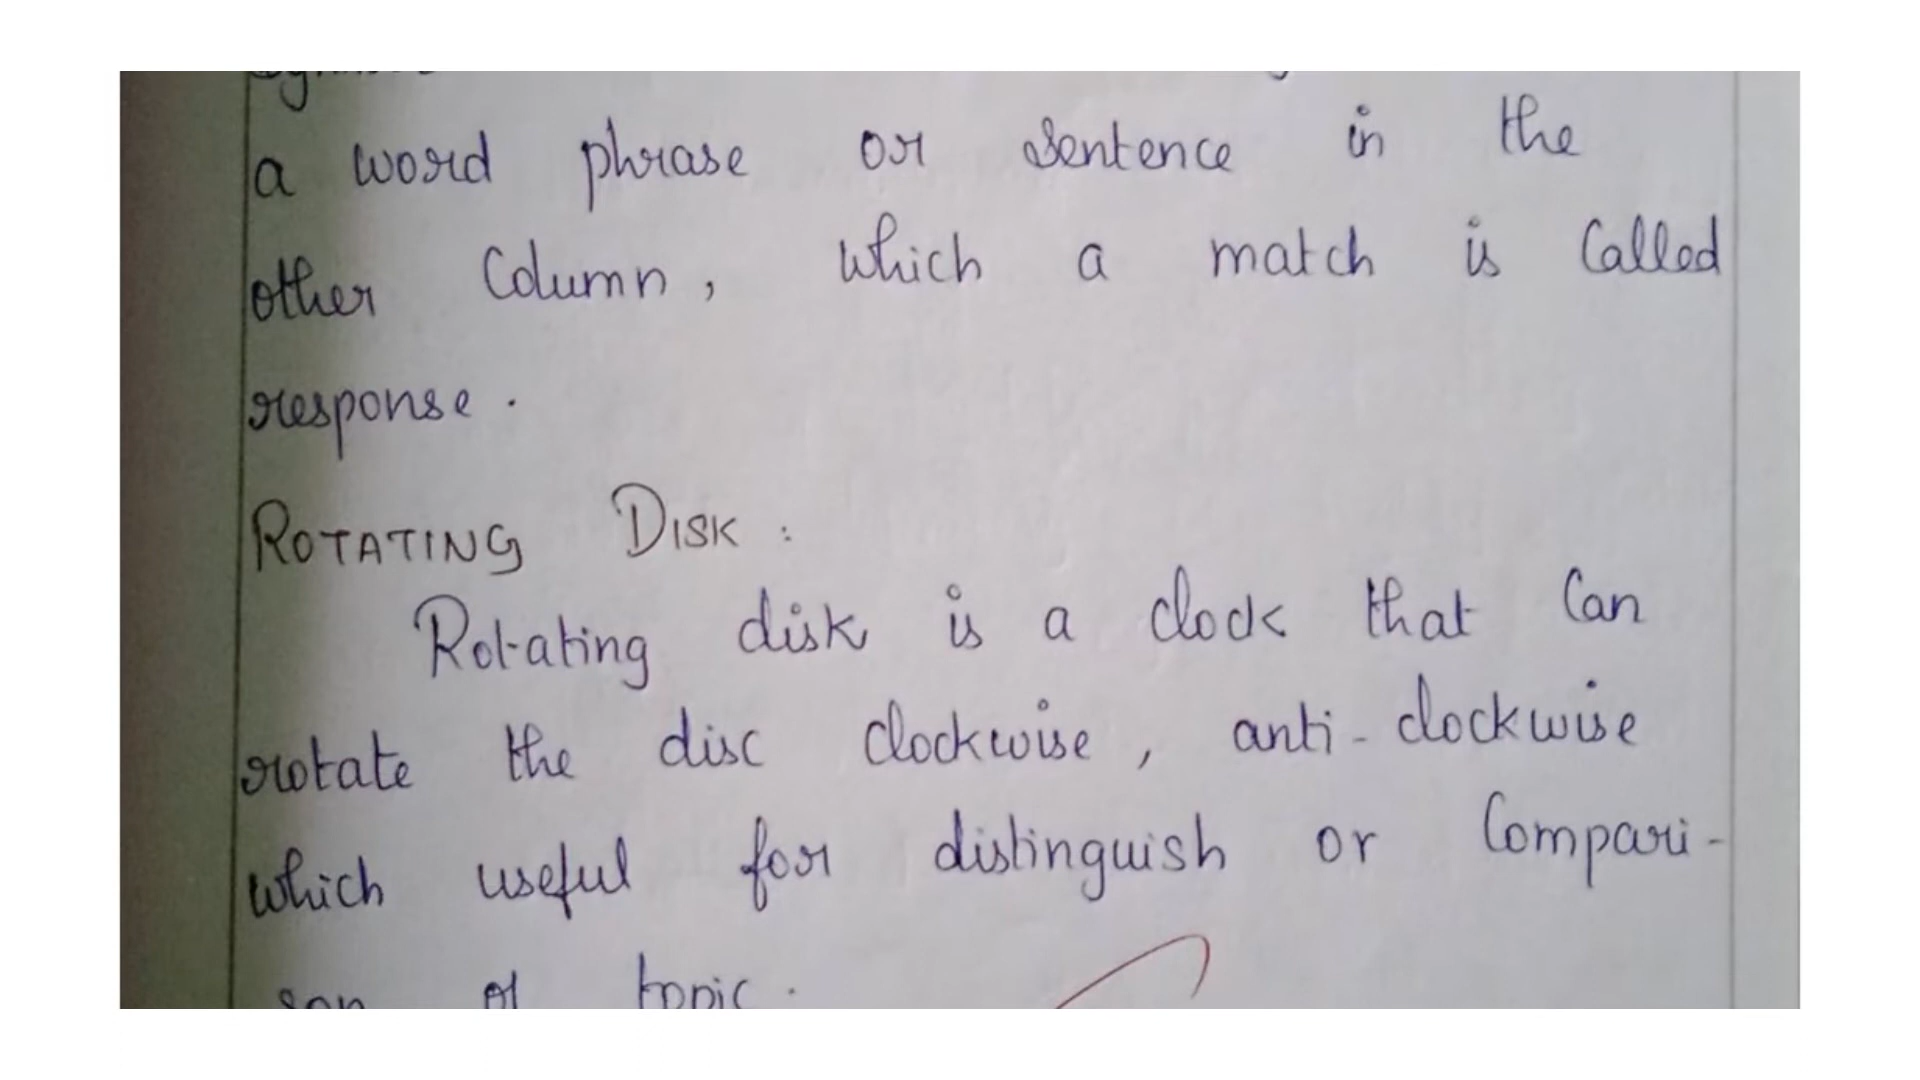 a word phrase or sentence in the
other Column, which a match is Called
response.
ROTATING DISK:
Rotating disk is a clock that Can
rotate the disc clockwise, anti-clockwise
which useful for distinguish or Compari-
son of topic.